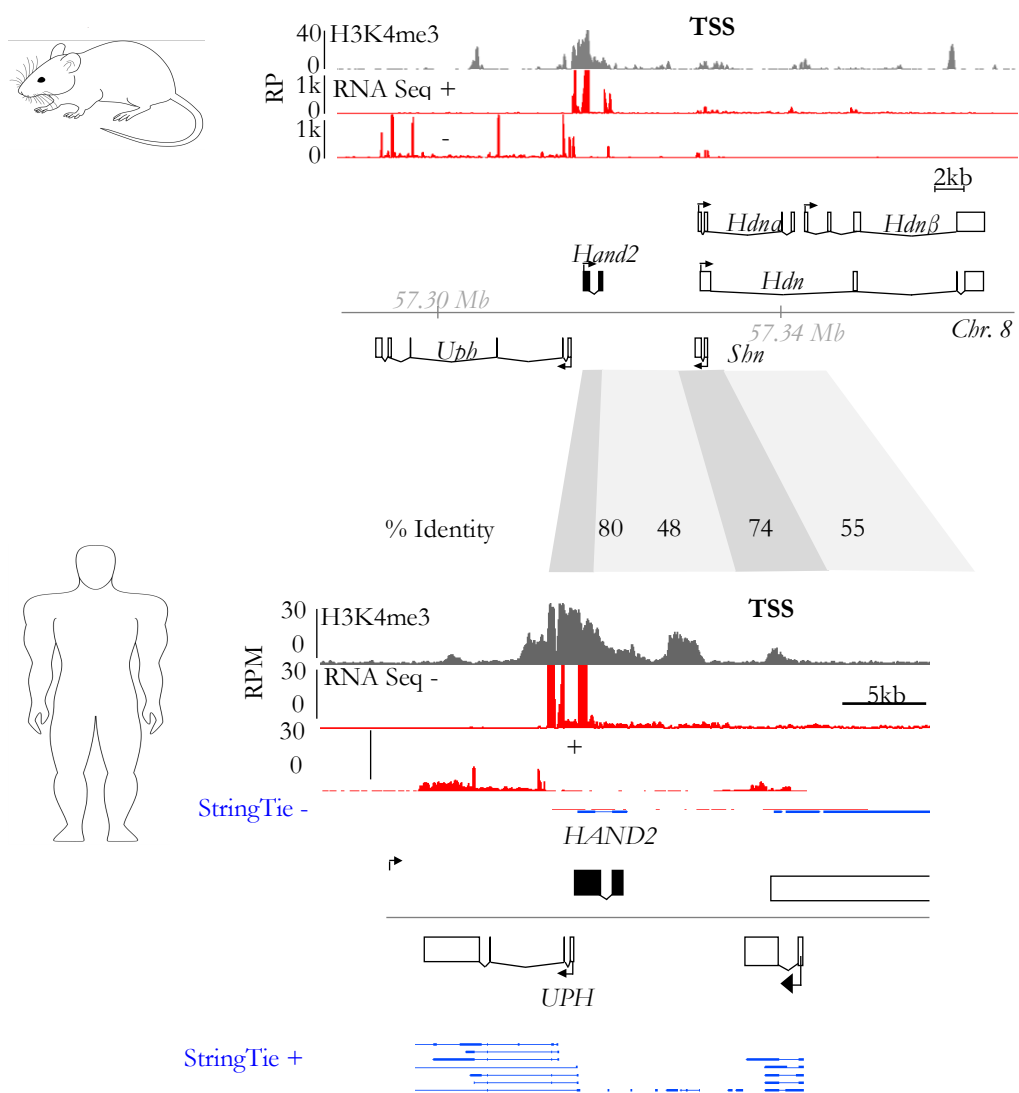 TSS
40
H3K4me3
0
RP
1k
RNA Seq +
0
1k
-
0
2kb
Hdnα
Hdnβ
Hand2
Hdn
57.30 Mb
57.34 Mb
Chr. 8
Uph
Shn
% Identity
80
48
74
55
30
TSS
H3K4me3
0
RPM
30
RNA Seq -
0
5kb
30
+
0
StringTie -
HAND2
UPH
StringTie +